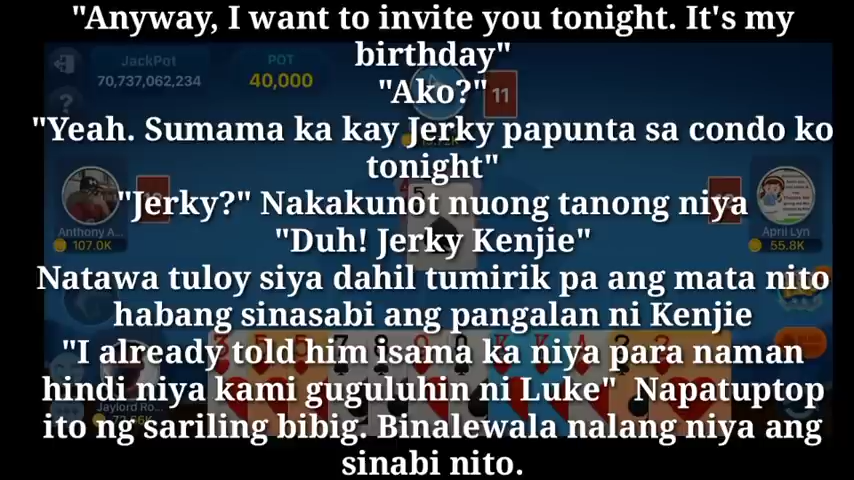 "Anyway, I want to invite you tonight. It's my
birthday"
JackPot
70,737,062,234
POT
40,000
"Ako?"
11
"Yeah. Sumama ka kay Jerky papunta sa condo ko
tonight"
"Jerky?" Nakakunot nuong tanong niya
Anthony A...
107.0K
April Lyn
55.8K
"Duh! Jerky Kenjie"
Natawa tuloy siya dahil tumirik pa ang mata nito
habang sinasabi ang pangalan ni Kenjie
"I already told him isama ka niya para naman
hindi niya kami guguluhin ni Luke" Napatuptop
Jaylord Ro...
ito ng sariling bibig. Binalewala nalang niya ang
sinabi nito.